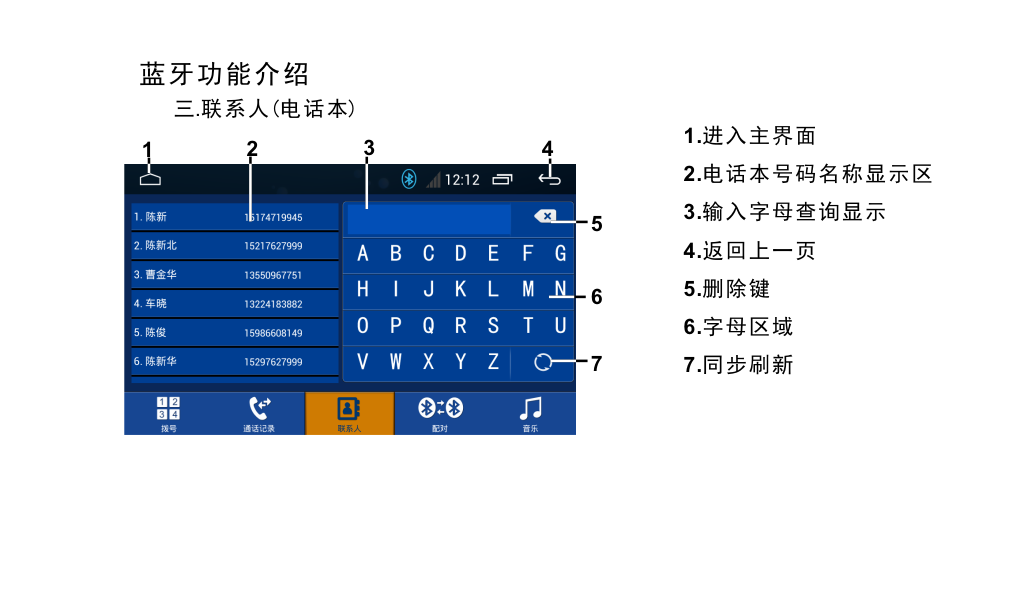 蓝牙功能介绍
三.联系人(电话本)
1 2 3 4
12:12
1. 陈新 15174719945
2. 陈新北 15217627999
3. 曹金华 13550967751
4. 车晓 13224183882
5. 陈俊 15986608149
6. 陈新华 15297627999
A B C D E F G
H I J K L M N
O P Q R S T U
V W X Y Z
5
6
7
1 2
3 4
拨号 通话记录 联系人 配对 音乐
1.进入主界面
2.电话本号码名称显示区
3.输入字母查询显示
4.返回上一页
5.删除键
6.字母区域
7.同步刷新